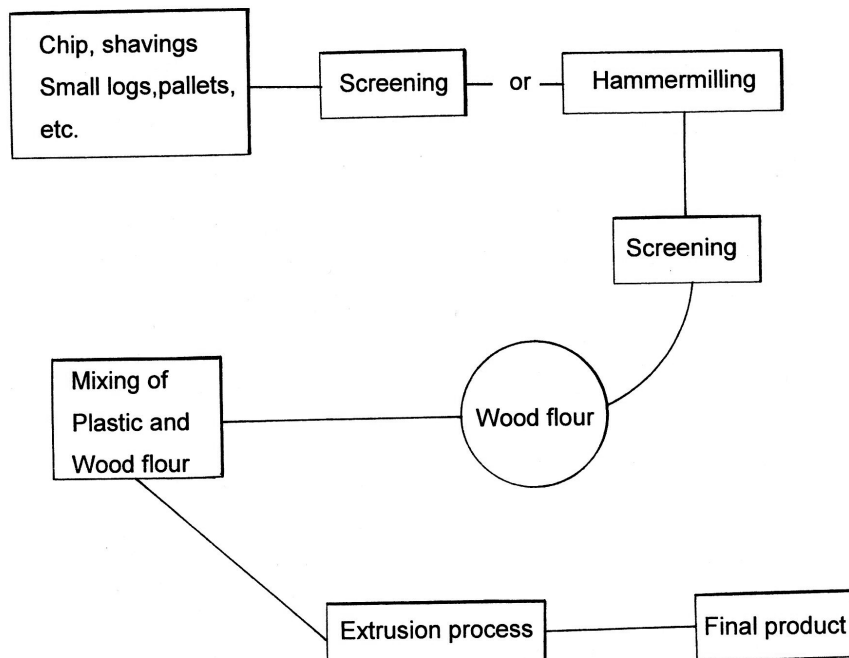 Chip, shavings
Small logs,pallets,
etc.
Screening
or
Hammermilling
Screening
Wood flour
Mixing of
Plastic and
Wood flour
Extrusion process
Final product